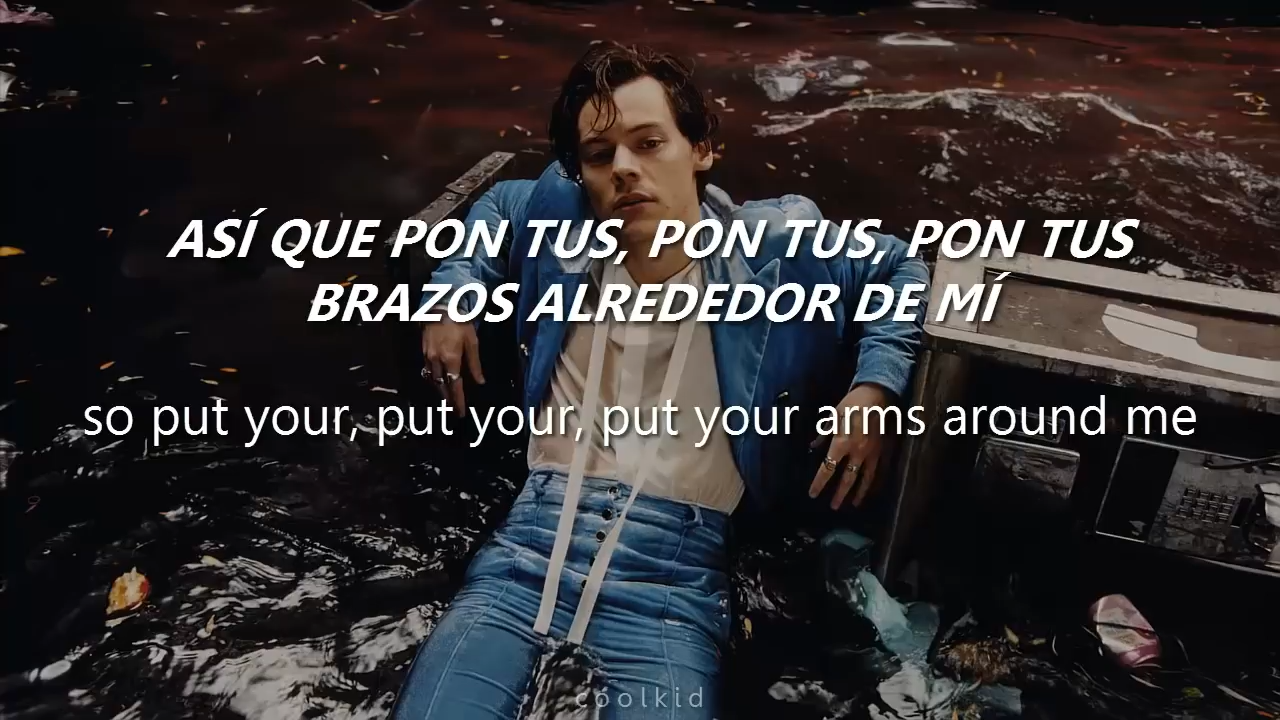 ASÍ QUE PON TUS, PON TUS, PON TUS
BRAZOS ALREDEDOR DE MÍ
so put your, put your, put your arms around me
coolkid